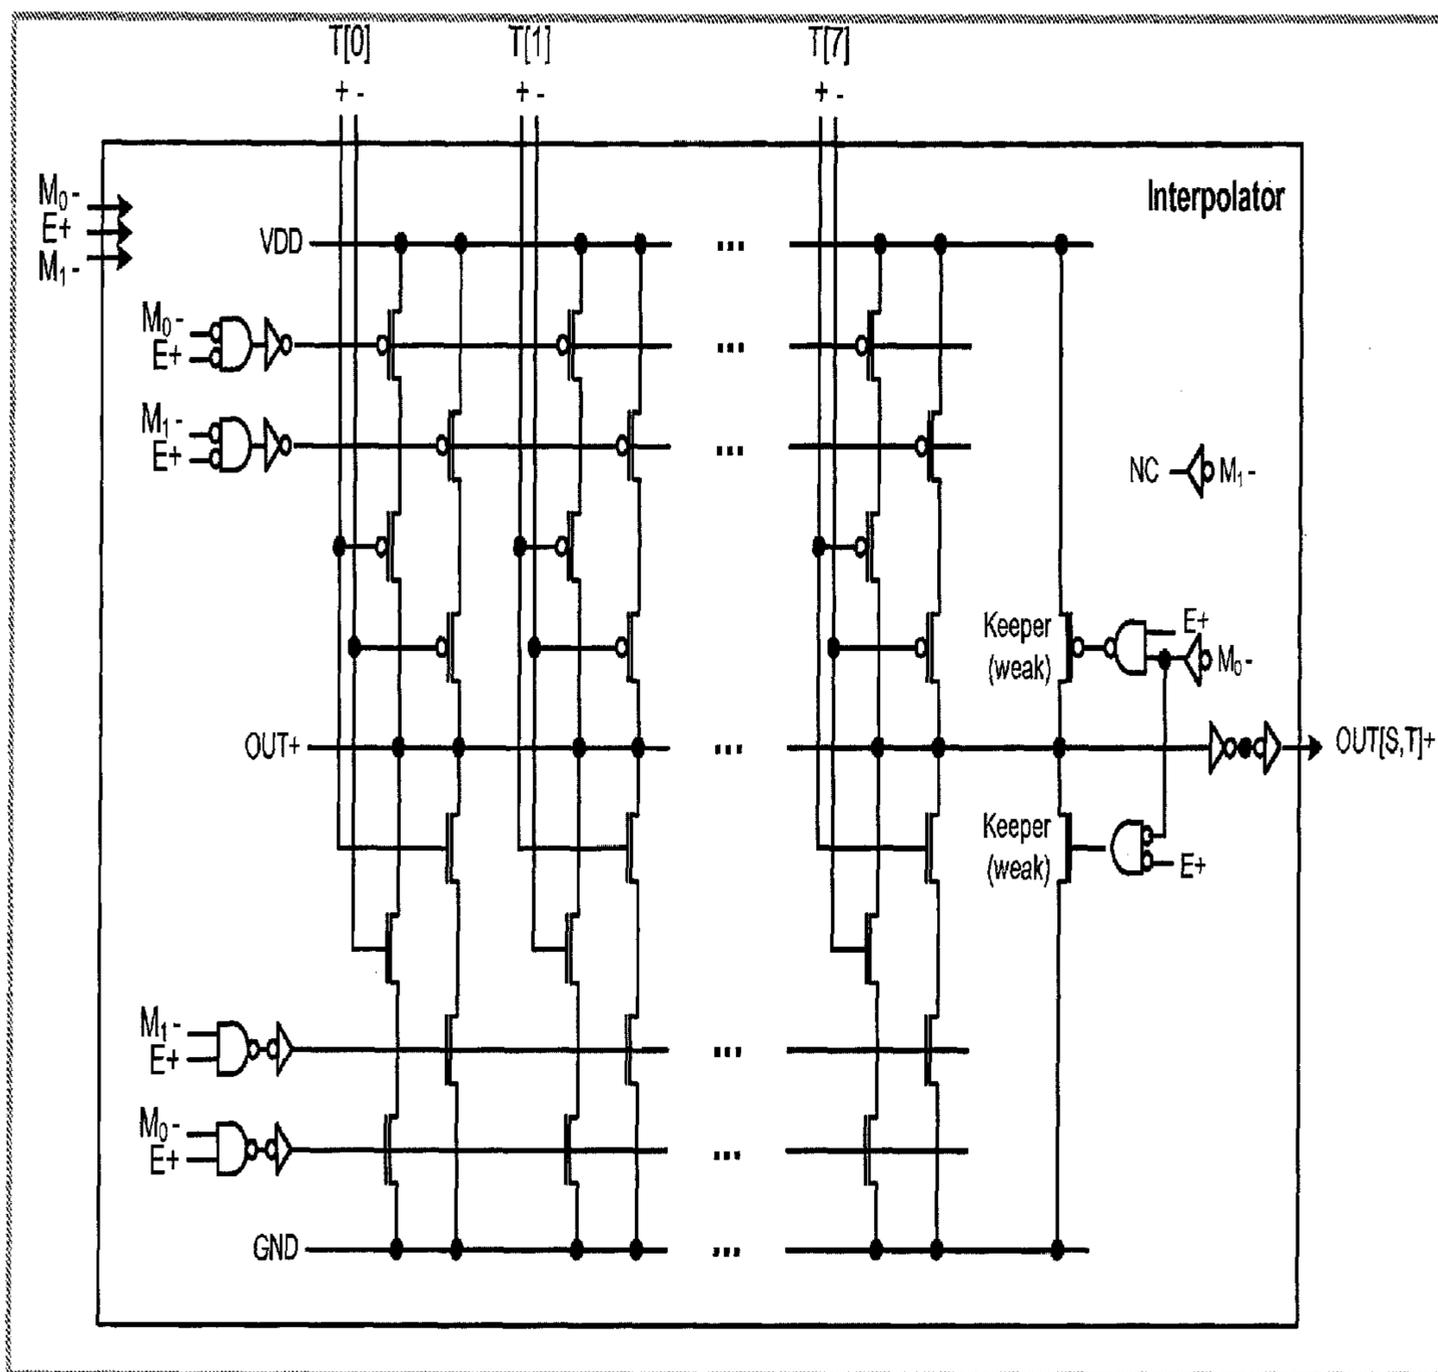 T[0] T[1] T[7]
+ - + - + -
Interpolator
M₀-
E+
M₁-
VDD
...
M₀-
E+
...
M₁-
E+
...
NC M₁-
Keeper
(weak)
E+
M₀-
OUT+
...
OUT[S,T]+
Keeper
(weak)
E+
M₁-
E+
...
M₀-
E+
...
GND
...